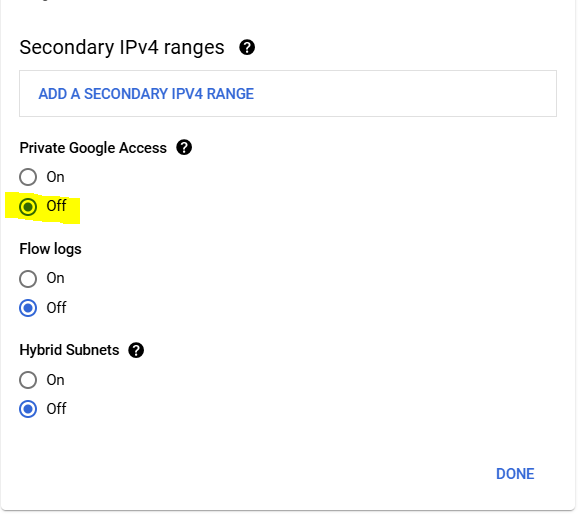 Secondary IPv4 ranges
ADD A SECONDARY IPV4 RANGE
Private Google Access
On
Off
Flow logs
On
Off
Hybrid Subnets
On
Off
DONE